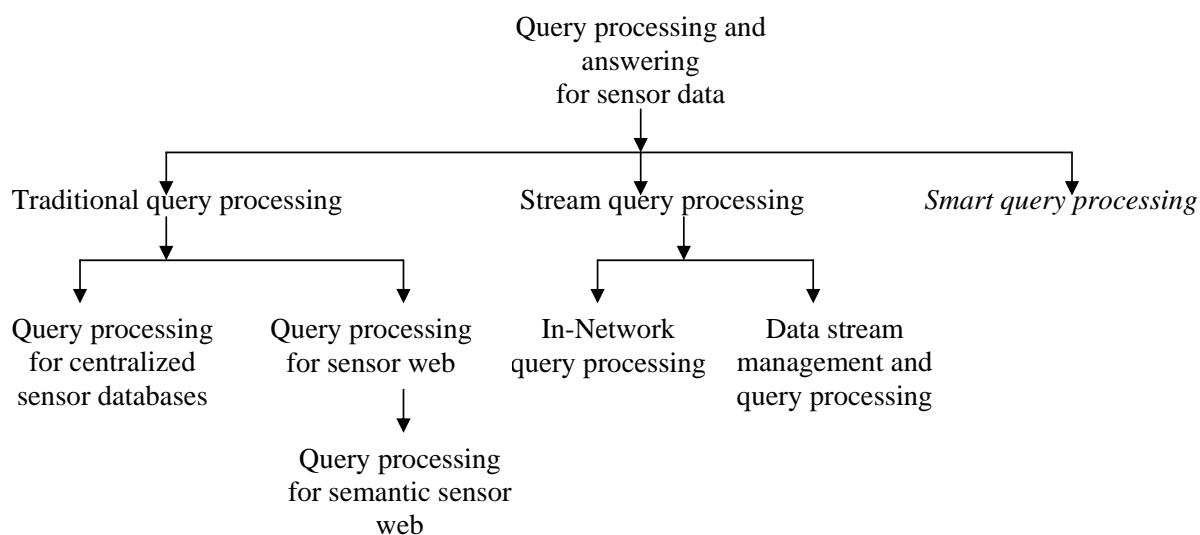 Query processing and
answering
for sensor data
Traditional query processing
Stream query processing
Smart query processing
Query processing
for centralized
sensor databases
Query processing
for sensor web
In-Network
query processing
Data stream
management and
query processing
Query processing
for semantic sensor
web